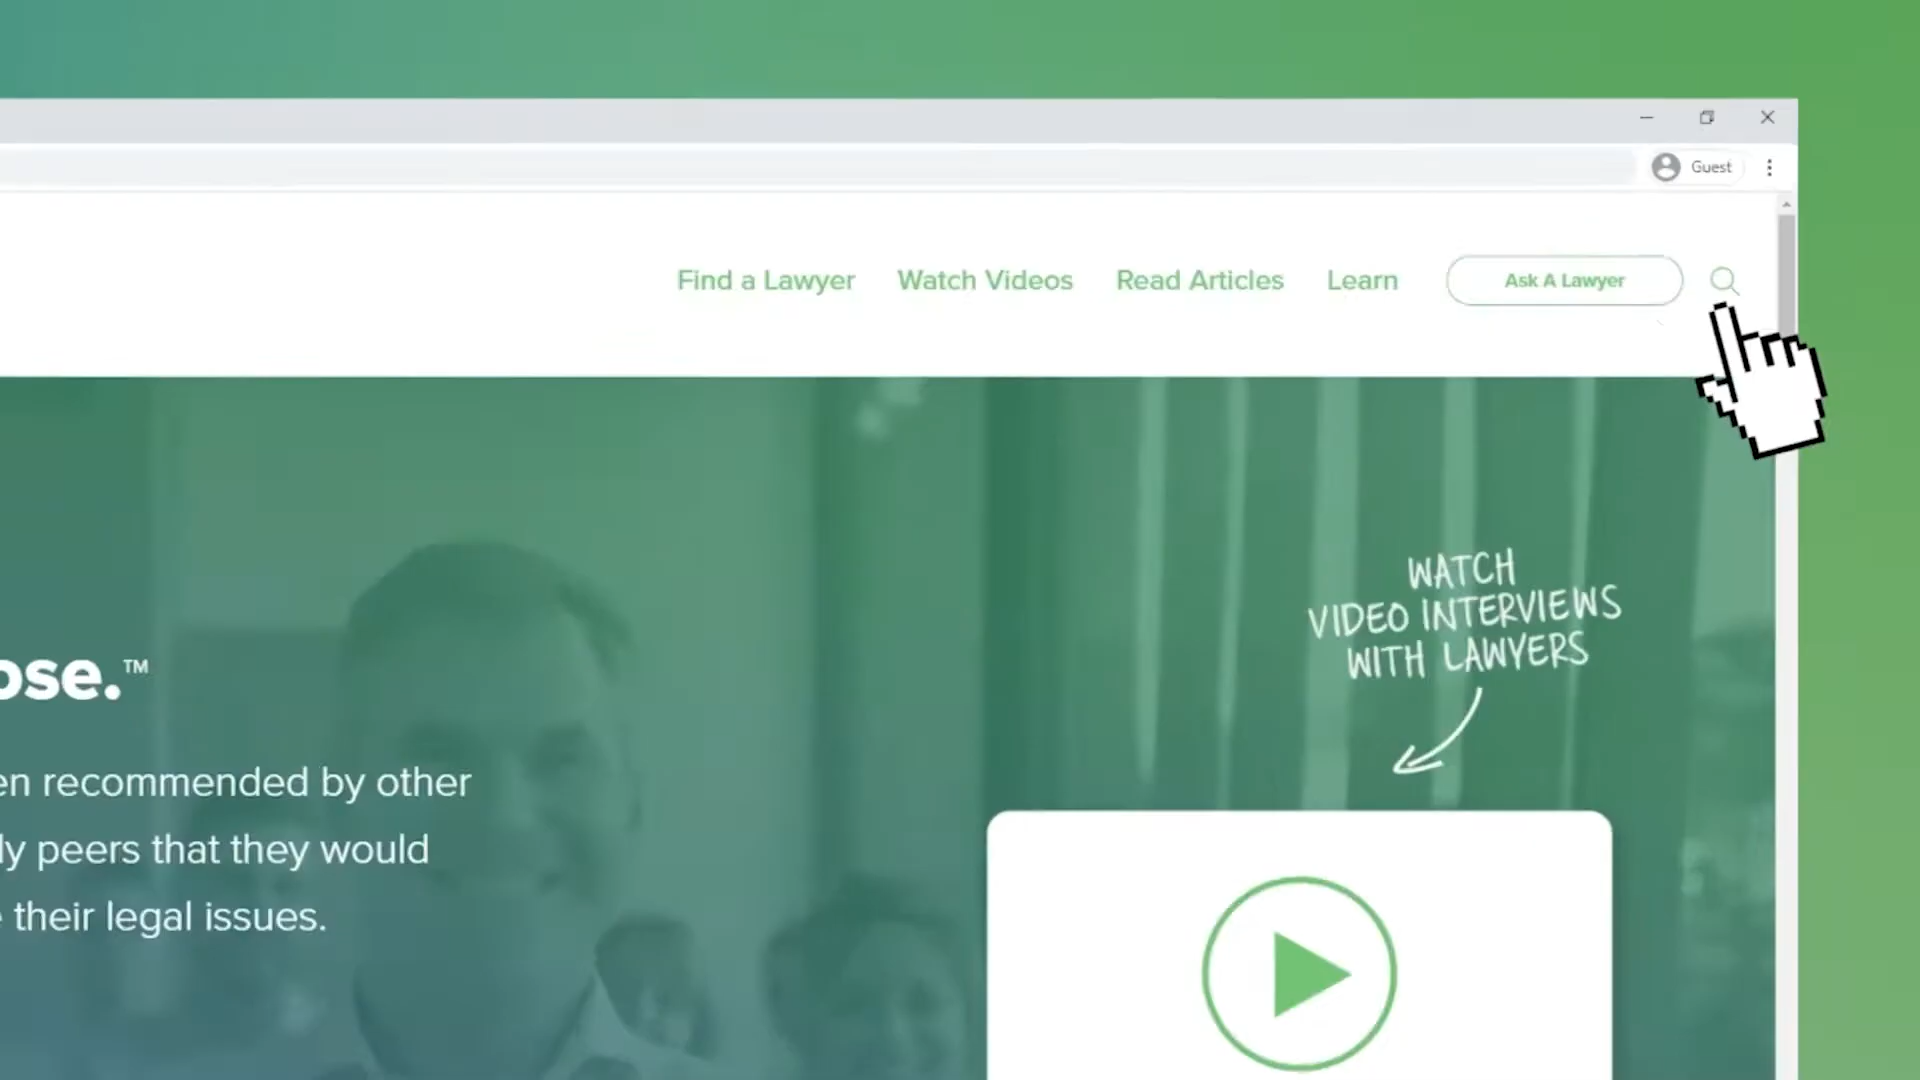 Guest
Find a Lawyer Watch Videos Read Articles Learn Ask A Lawyer
WATCH
VIDEO INTERVIEWS
WITH LAWYERS
ose.™
en recommended by other
ly peers that they would
their legal issues.